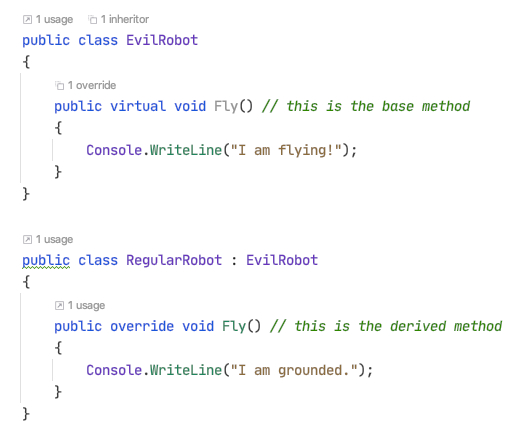 1 usage 1 inheritor
public class EvilRobot
{
1 override
public virtual void Fly() // this is the base method
{
Console.WriteLine("I am flying!");
}
}
1 usage
public class RegularRobot : EvilRobot
{
1 usage
public override void Fly() // this is the derived method
{
Console.WriteLine("I am grounded.");
}
}